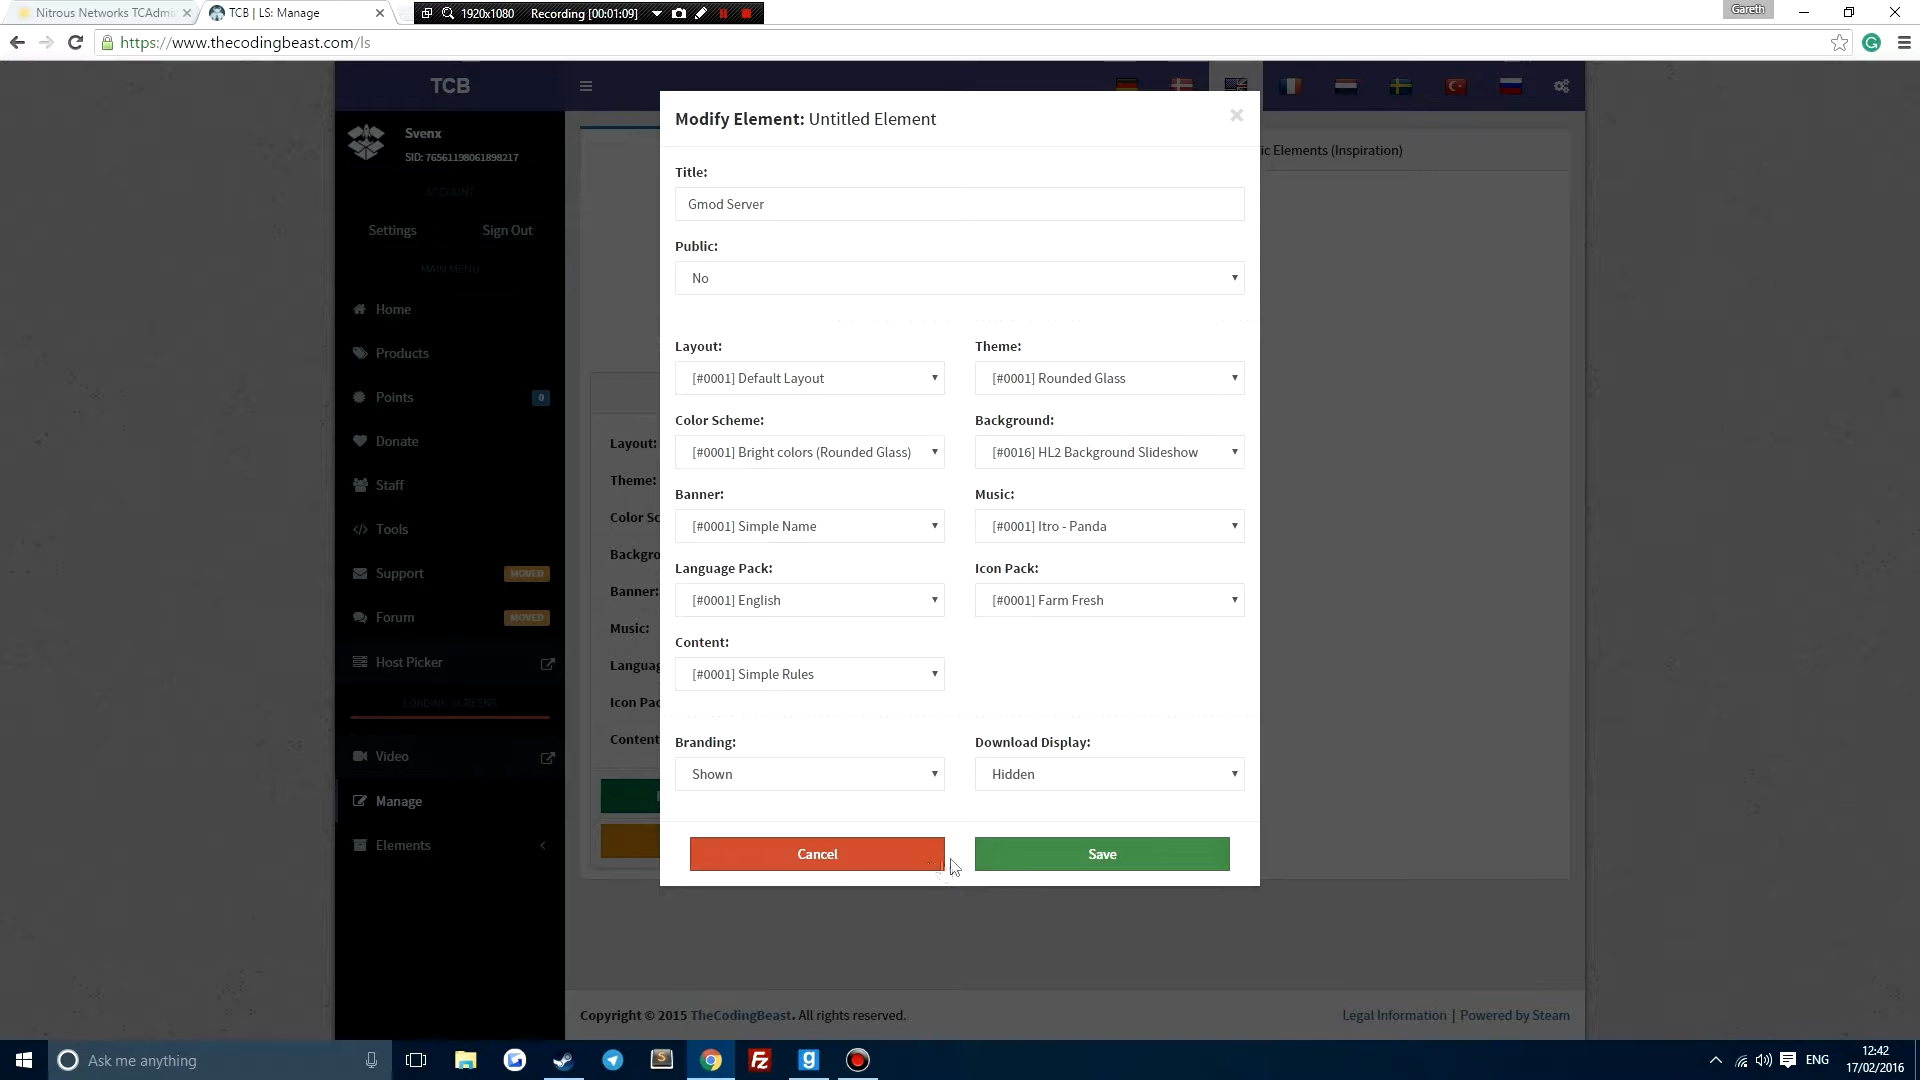 Nitrous Networks TCAdmi
TCB | LS: Manage
1920x1080
Recording [00:01:09]
Gareth
https://www.thecodingbeast.com/ls
TCB
Svenx
SID: 76561198061898217
ACCOUNT
Settings
Sign Out
MAIN MENU
Home
Products
Points
0
Donate
Staff
Tools
Support
MOVED
Forum
MOVED
Host Picker
LOADING SCREENS
Video
Manage
Elements
ic Elements (Inspiration)
Layout:
Theme:
Color Sc
Backgro
Banner:
Music:
Languag
Icon Pac
Content
Modify Element: Untitled Element
Title:
Gmod Server
Public:
No
Layout:
[#0001] Default Layout
Theme:
[#0001] Rounded Glass
Color Scheme:
[#0001] Bright colors (Rounded Glass)
Background:
[#0016] HL2 Background Slideshow
Banner:
[#0001] Simple Name
Music:
[#0001] Itro - Panda
Language Pack:
[#0001] English
Icon Pack:
[#0001] Farm Fresh
Content:
[#0001] Simple Rules
Branding:
Shown
Download Display:
Hidden
Cancel
Save
Copyright © 2015 TheCodingBeast. All rights reserved.
Legal Information | Powered by Steam
Ask me anything
ENG
12:42
17/02/2016